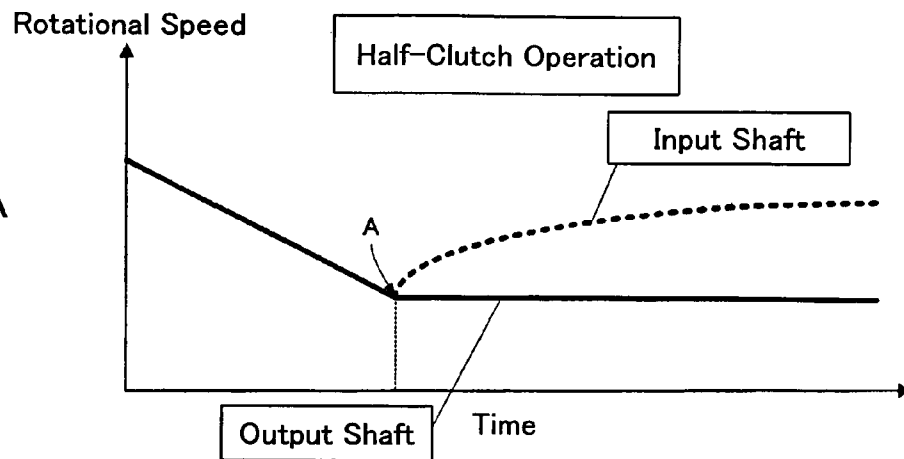 Rotational Speed
Half-Clutch Operation
Input Shaft
A
A
Output Shaft
Time